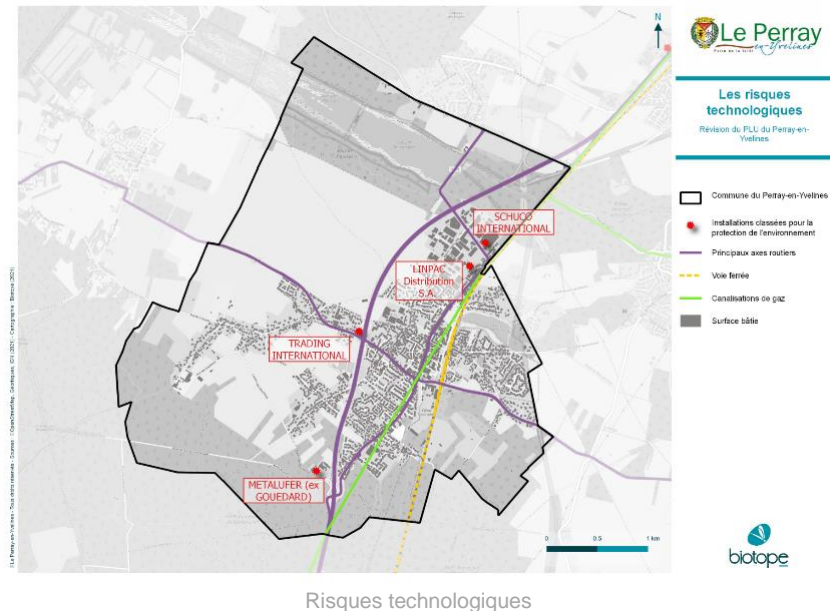 N
Le Perray
en-Yvelines
Les risques
technologiques
Révision du PLU du Perray-en-
Yvelines
Commune du Perray-en-Yvelines
Installations classées pour la
protection de l'environnement
Principaux axes routiers
Voie ferrée
Canalisations de gaz
Surface bâtie
SCHUCO
INTERNATIONAL
LINPAC
Distribution
S.A.
TRADING
INTERNATIONAL
METALUFER (ex
GOUEDARD)
0 0.5 1 km
biotope
Risques technologiques